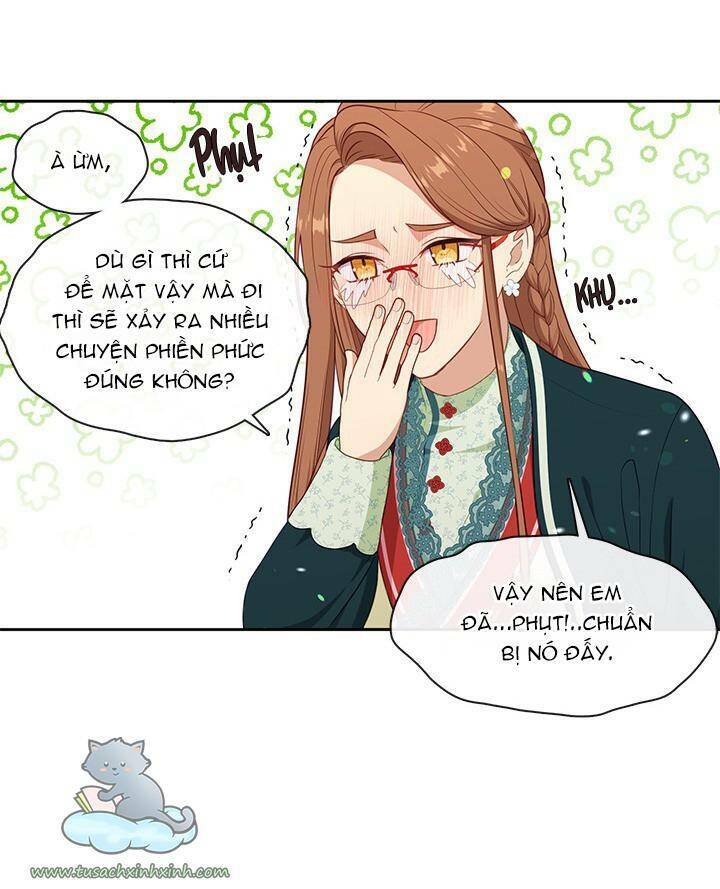 À ỪM,
PHỤT
DÙ GÌ THÌ CỨ
ĐỂ MẶT VẬY MÀ ĐI
THÌ SẼ XẢY RA NHIỀU
CHUYỆN PHIỀN PHỨC
ĐÚNG KHÔNG?
KHỤ...
VẬY NÊN EM
ĐÃ...PHỤT!..CHUẨN
BỊ NÓ ĐẤY.
www.tusachxinhxinh.com